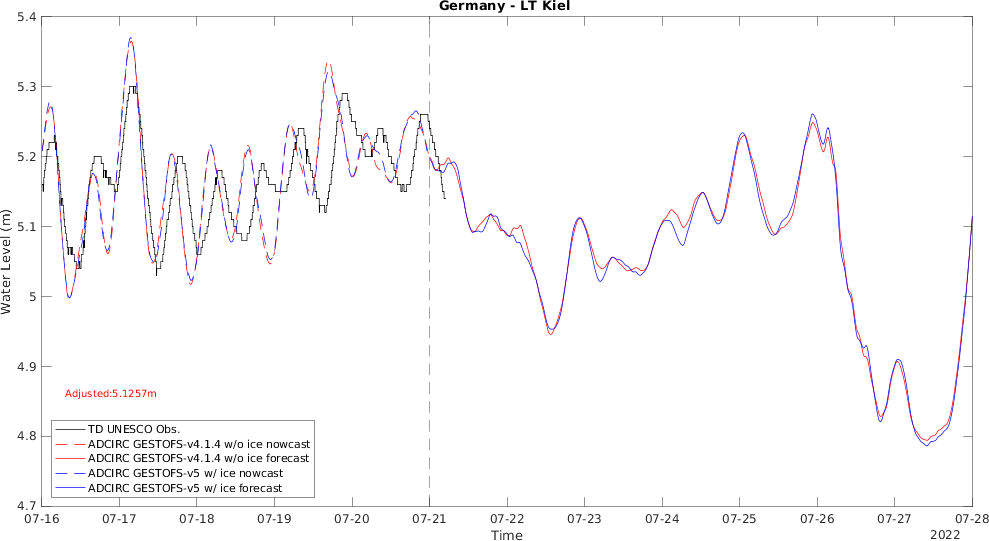 Germany - LT Kiel
5.4
5.3
5.2
5.1
5
4.9
4.8
4.7
Water Level (m)
Adjusted:5.1257m
TD UNESCO Obs.
ADCIRC GESTOFS-v4.1.4 w/o ice nowcast
ADCIRC GESTOFS-v4.1.4 w/o ice forecast
ADCIRC GESTOFS-v5 w/ ice nowcast
ADCIRC GESTOFS-v5 w/ ice forecast
07-16 07-17 07-18 07-19 07-20 07-21 07-22 07-23 07-24 07-25 07-26 07-27 07-28
Time
2022